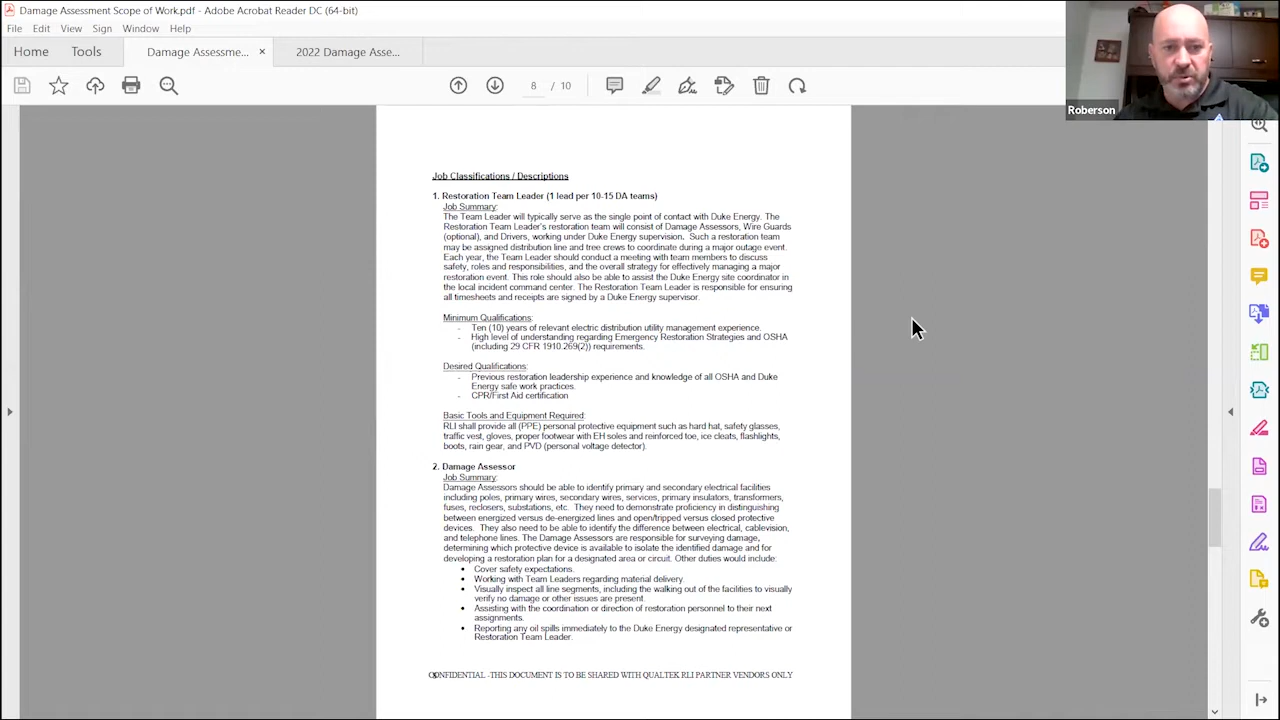 Damage Assessment Scope of Work.pdf - Adobe Acrobat Reader DC (64-bit)
File Edit View Sign Window Help
Home Tools Damage Assessme... × 2022 Damage Asse...
8 / 10
Roberson
Job Classifications / Descriptions
1. Restoration Team Leader (1 lead per 10-15 DA teams)
Job Summary:
The Team Leader will typically serve as the single point of contact with Duke Energy. The
Restoration Team Leader's restoration team will consist of Damage Assessors, Wire Guards
(optional), and Drivers, working under Duke Energy supervision. Such a restoration team
may be assigned distribution line and tree crews to coordinate during a major outage event.
Each year, the Team Leader should conduct a meeting with team members to discuss
safety, roles and responsibilities, and the overall strategy for effectively managing a major
restoration event. This role should also be able to assist the Duke Energy site coordinator in
the local incident command center. The Restoration Team Leader is responsible for ensuring
all timesheets and receipts are signed by a Duke Energy supervisor.
Minimum Qualifications:
- Ten (10) years of relevant electric distribution utility management experience.
- High level of understanding regarding Emergency Restoration Strategies and OSHA
(including 29 CFR 1910.269(2)) requirements.
Desired Qualifications:
- Previous restoration leadership experience and knowledge of all OSHA and Duke
Energy safe work practices.
- CPR/First Aid certification
Basic Tools and Equipment Required:
RLI shall provide all (PPE) personal protective equipment such as hard hat, safety glasses,
traffic vest, gloves, proper footwear with EH soles and reinforced toe, ice cleats, flashlights,
boots, rain gear, and PVD (personal voltage detector).
2. Damage Assessor
Job Summary:
Damage Assessors should be able to identify primary and secondary electrical facilities
including poles, primary wires, secondary wires, services, primary insulators, transformers,
fuses, reclosers, substations, etc. They need to demonstrate proficiency in distinguishing
between energized versus de-energized lines and open/tripped versus closed protective
devices. They also need to be able to identify the difference between electrical, cablevision,
and telephone lines. The Damage Assessors are responsible for surveying damage,
determining which protective device is available to isolate the identified damage and for
developing a restoration plan for a designated area or circuit. Other duties would include:
• Cover safety expectations.
• Working with Team Leaders regarding material delivery.
• Visually inspect all line segments, including the walking out of the facilities to visually
verify no damage or other issues are present.
• Assisting with the coordination or direction of restoration personnel to their next
assignments.
• Reporting any oil spills immediately to the Duke Energy designated representative or
Restoration Team Leader.
CONFIDENTIAL -THIS DOCUMENT IS TO BE SHARED WITH QUALTEK RLI PARTNER VENDORS ONLY